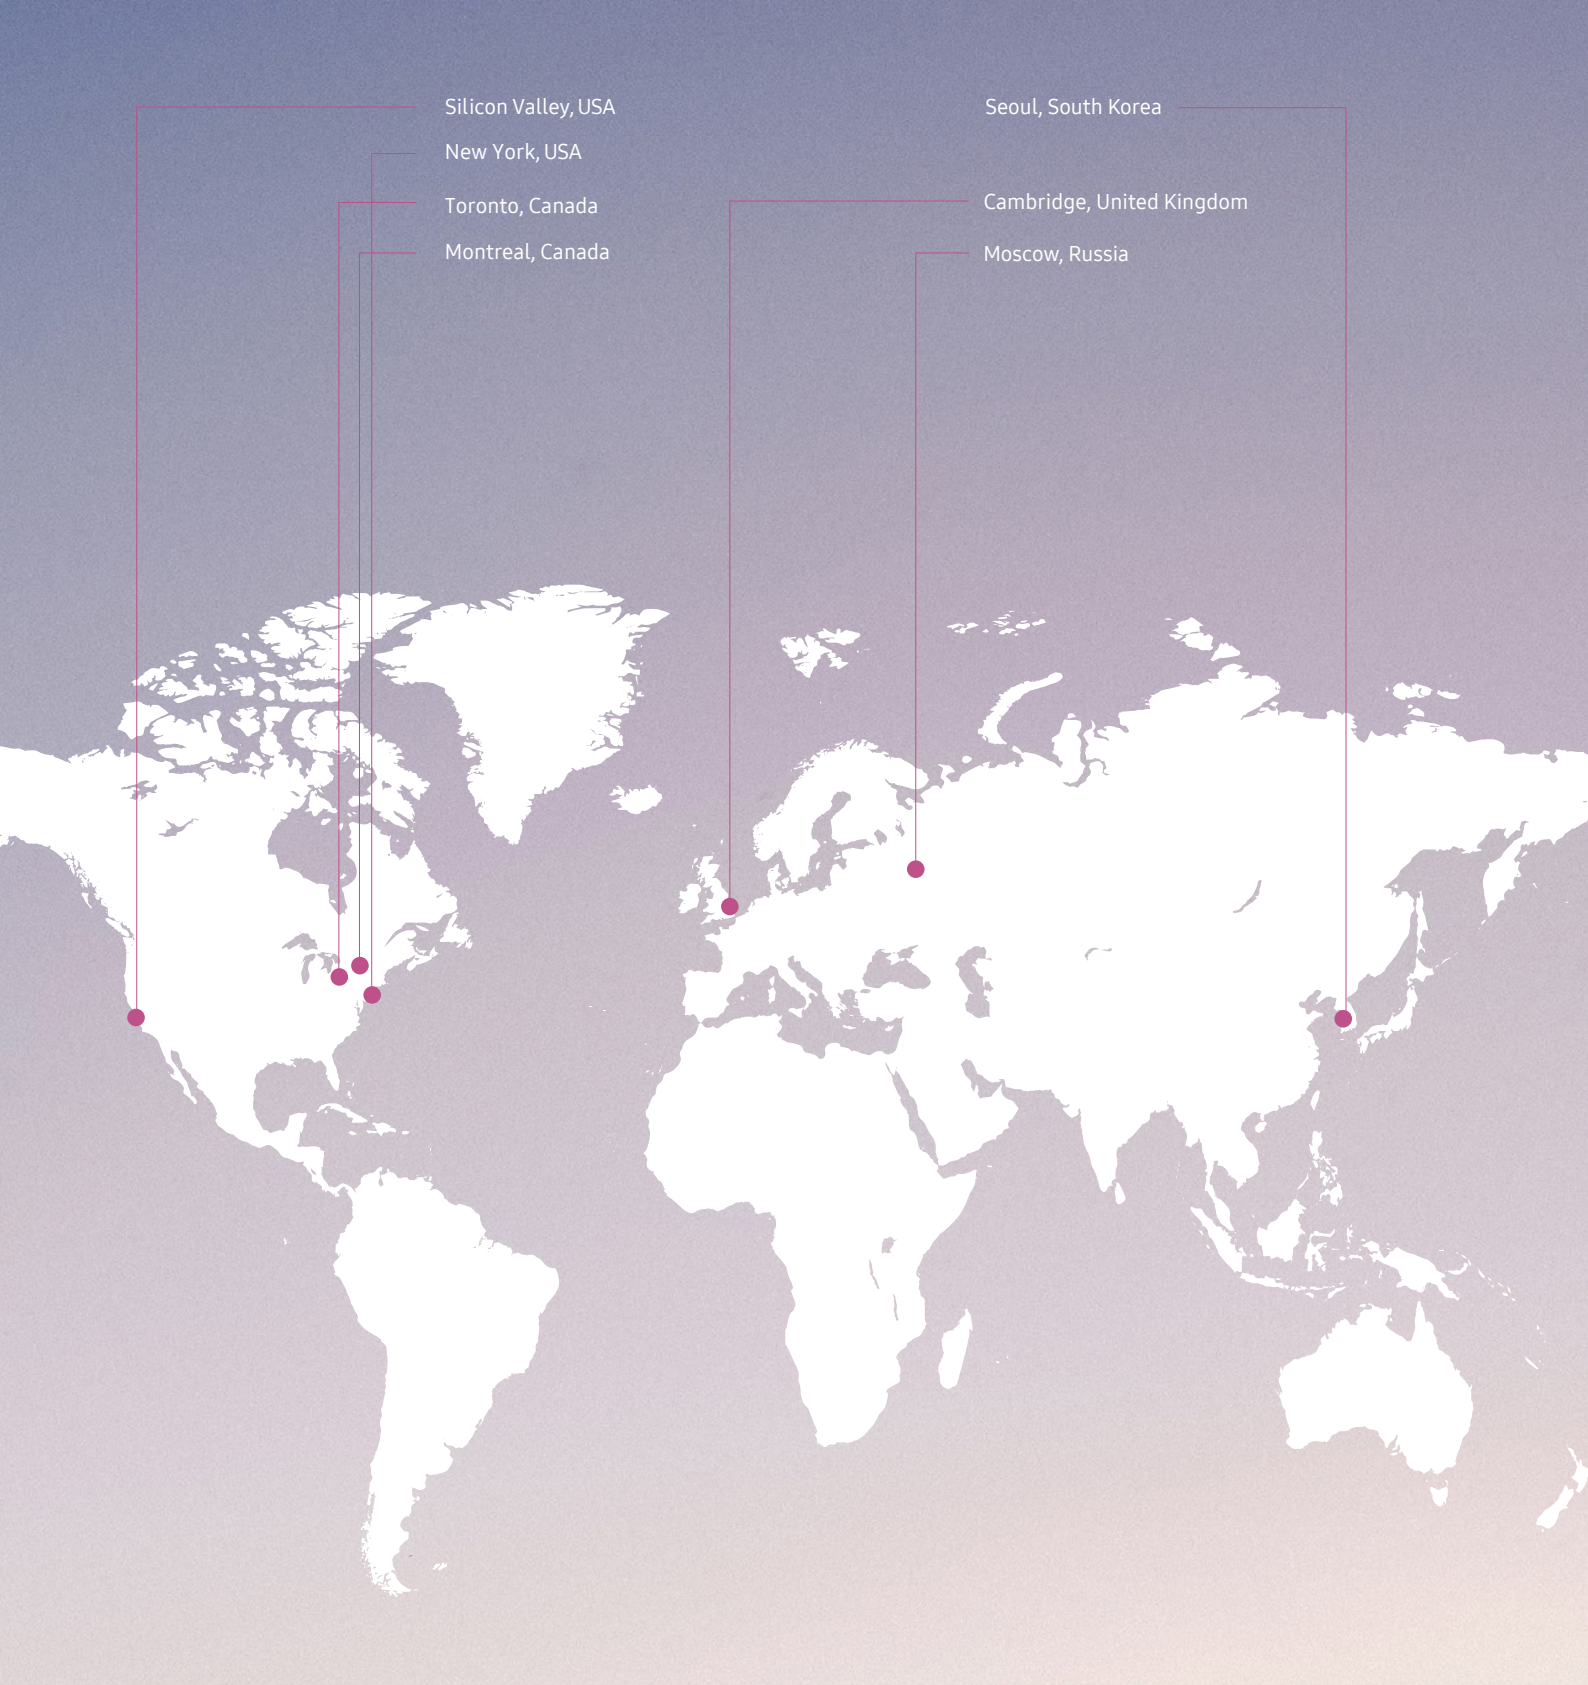 Silicon Valley, USA
New York, USA
Toronto, Canada
Montreal, Canada
Seoul, South Korea
Cambridge, United Kingdom
Moscow, Russia